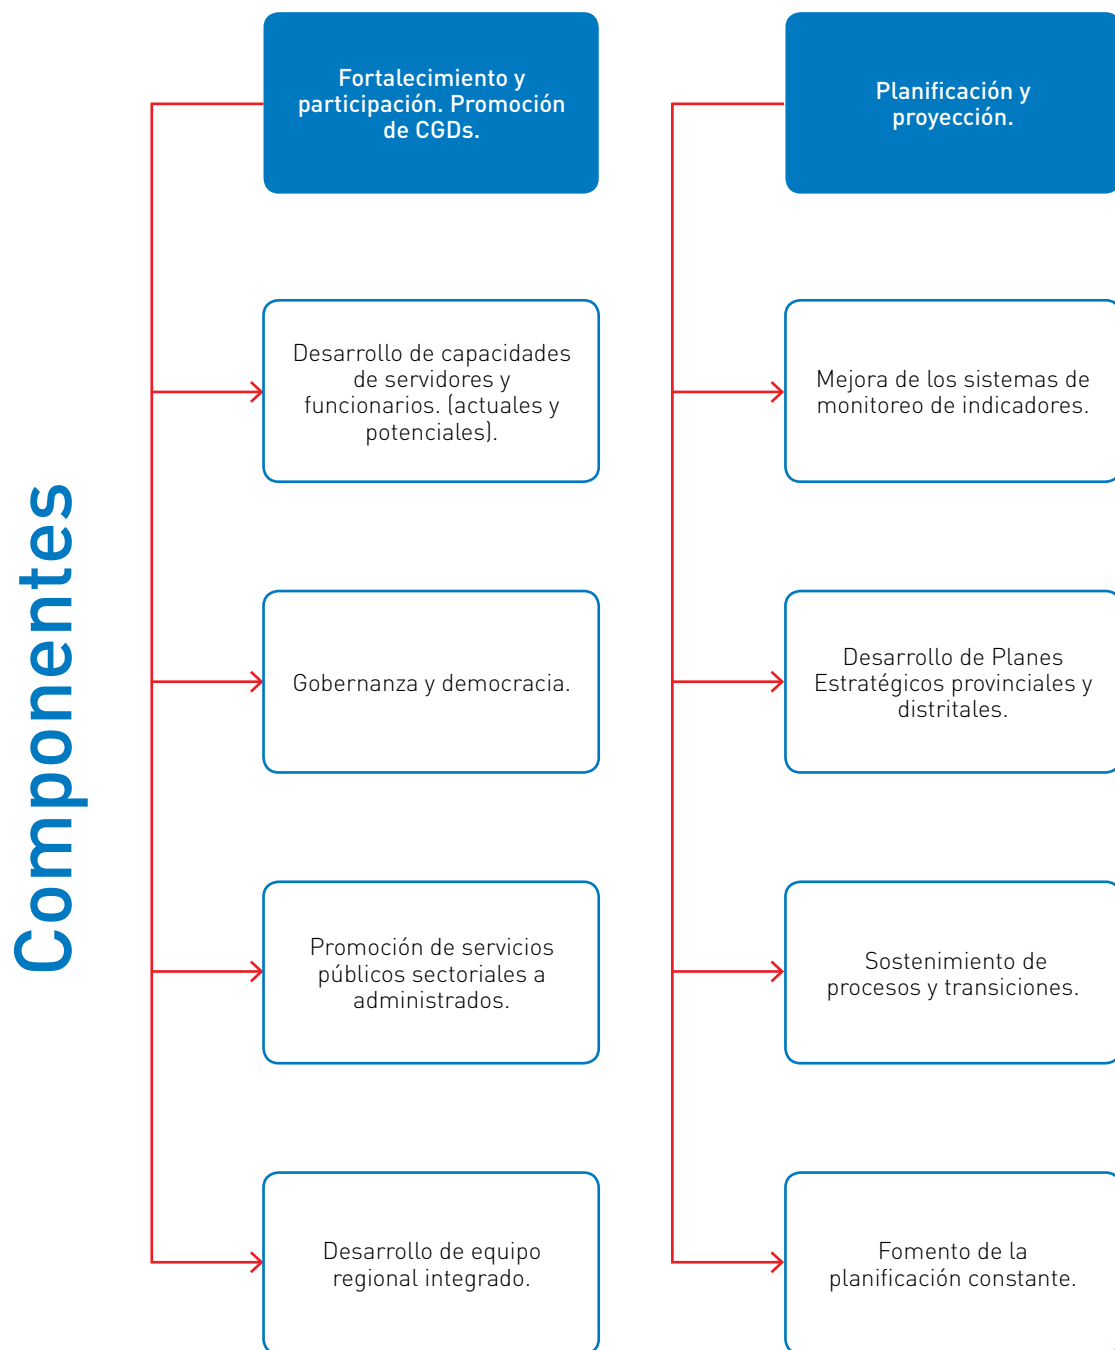 Componentes
Fortalecimiento y
participación. Promoción
de CGDs.
Desarrollo de capacidades
de servidores y
funcionarios. (actuales y
potenciales).
Gobernanza y democracia.
Promoción de servicios
públicos sectoriales a
administrados.
Desarrollo de equipo
regional integrado.
Planificación y
proyección.
Mejora de los sistemas de
monitoreo de indicadores.
Desarrollo de Planes
Estratégicos provinciales y
distritales.
Sostenimiento de
procesos y transiciones.
Fomento de la
planificación constante.